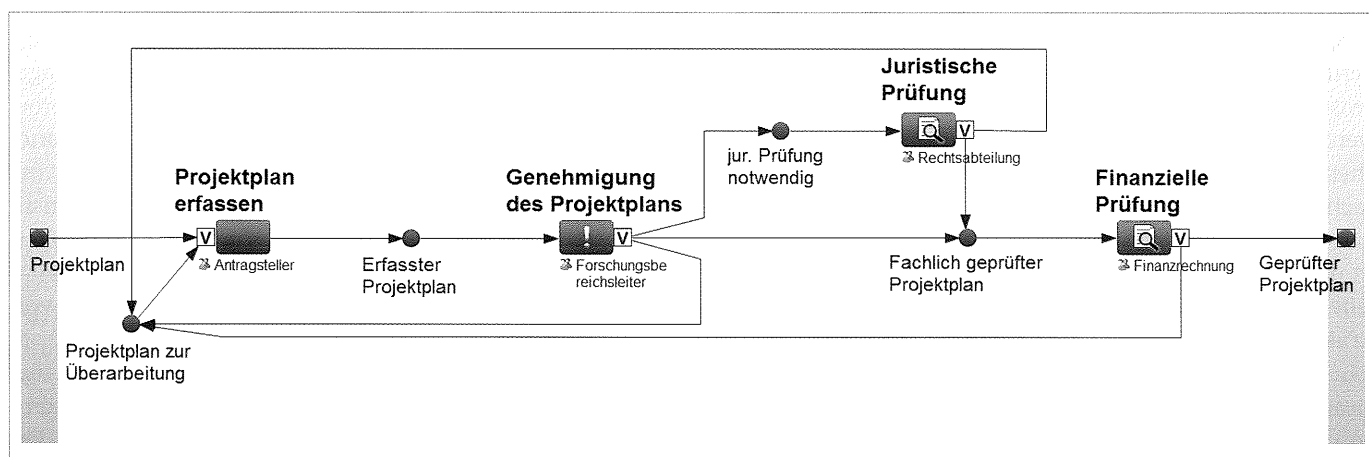 Juristische
Prüfung
V
Rechtsabteilung
jur. Prüfung
notwendig
Projektplan
erfassen
V
Antragsteller
Genehmigung
des Projektplans
!
V
Forschungsbe
reichsleiter
Finanzielle
Prüfung
V
Finanzrechnung
Projektplan
Erfasster
Projektplan
Fachlich geprüfter
Projektplan
Geprüfter
Projektplan
Projektplan zur
Überarbeitung